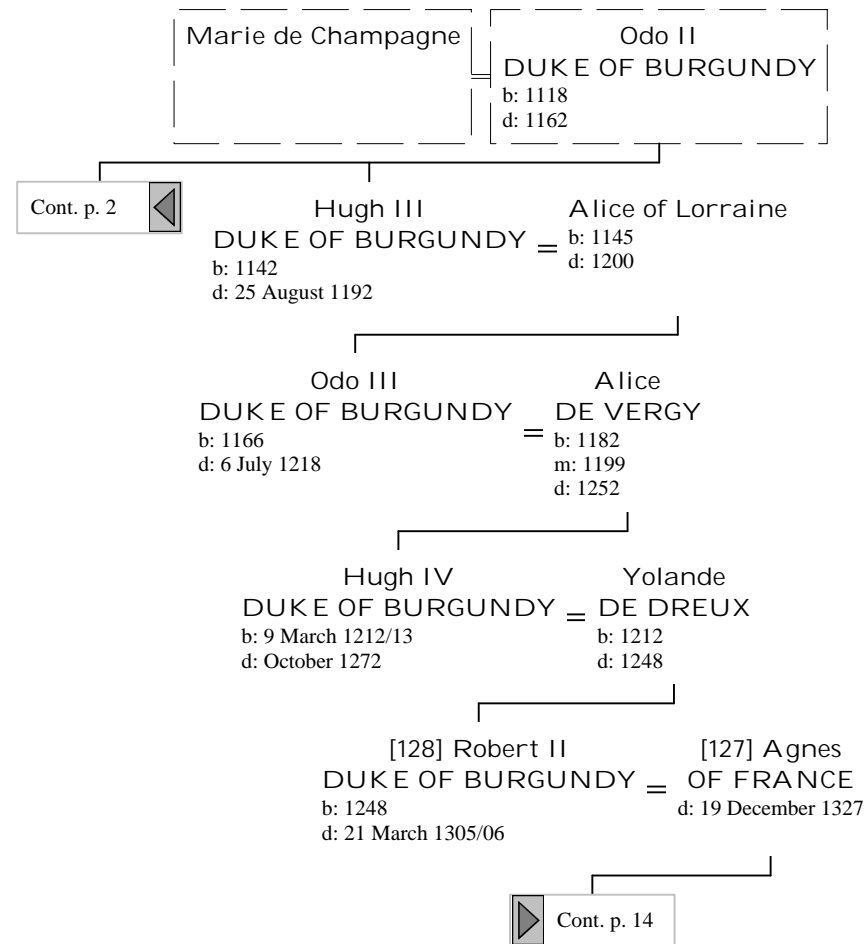 Marie de Champagne
Odo II
DUKE OF BURGUNDY
b: 1118
d: 1162
Cont. p. 2
Hugh III
DUKE OF BURGUNDY
b: 1142
d: 25 August 1192
=
Alice of Lorraine
b: 1145
d: 1200
Odo III
DUKE OF BURGUNDY
b: 1166
d: 6 July 1218
=
Alice
DE VERGY
b: 1182
m: 1199
d: 1252
Hugh IV
DUKE OF BURGUNDY
b: 9 March 1212/13
d: October 1272
=
Yolande
DE DREUX
b: 1212
d: 1248
[128] Robert II
DUKE OF BURGUNDY
b: 1248
d: 21 March 1305/06
=
[127] Agnes
OF FRANCE
d: 19 December 1327
Cont. p. 14